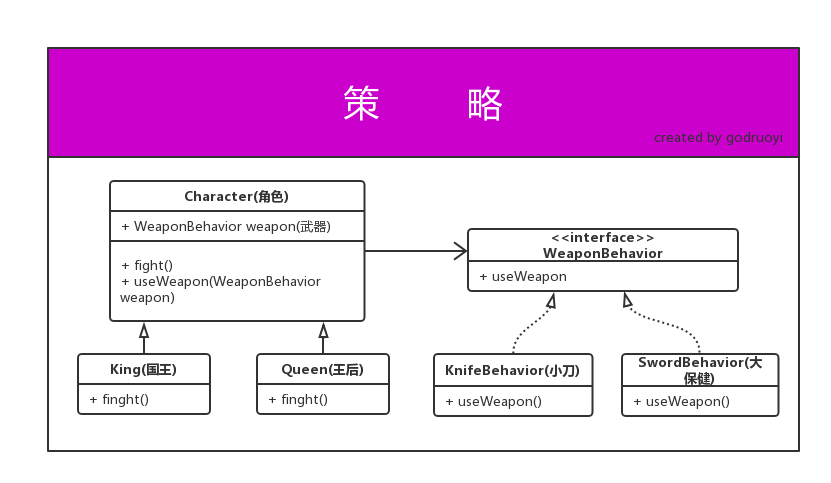 策 略
created by godruoyi
Character(角色)
+ WeaponBehavior weapon(武器)
+ fight()
+ useWeapon(WeaponBehavior
weapon)
<<interface>>
WeaponBehavior
+ useWeapon
King(国王)
+ finght()
Queen(王后)
+ finght()
KnifeBehavior(小刀)
+ useWeapon()
SwordBehavior(大
保健)
+ useWeapon()